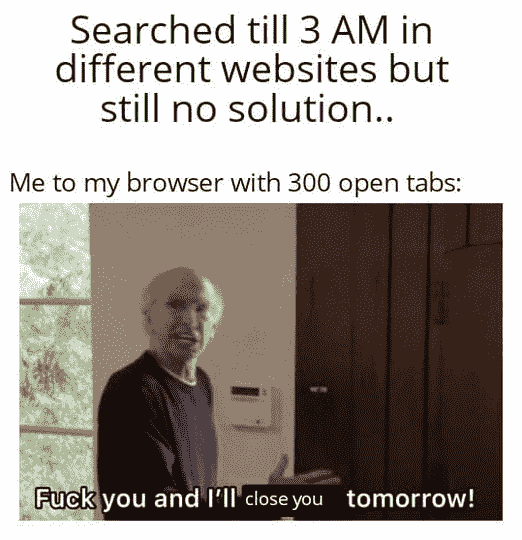 Searched till 3 AM in
different websites but
still no solution..
Me to my browser with 300 open tabs:
Fuck you and I'll close you tomorrow!